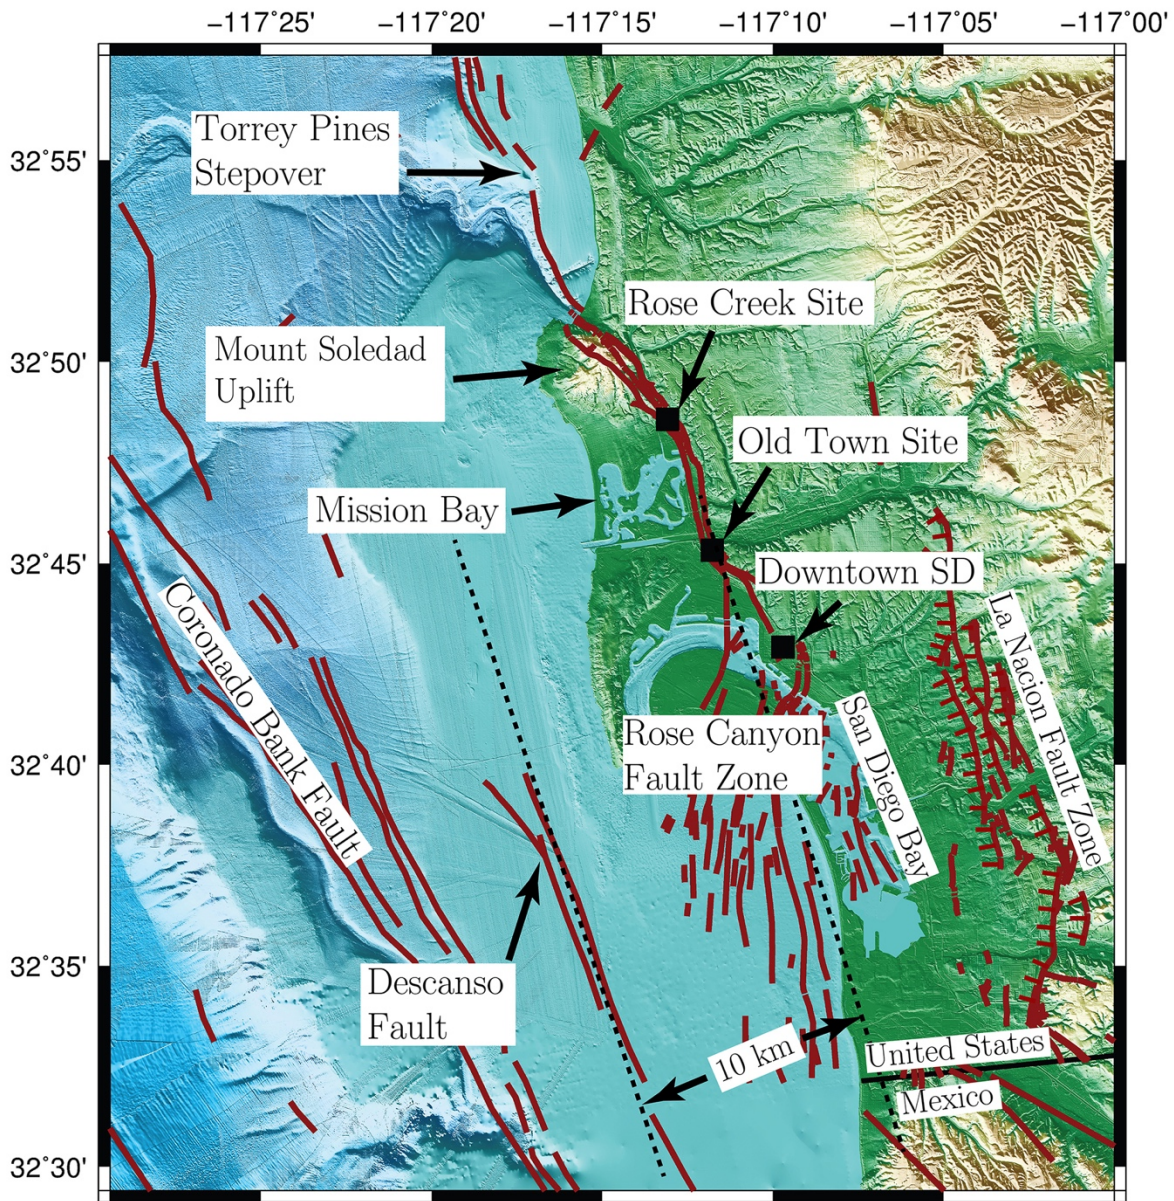 -117˚25' -117˚20' -117˚15' -117˚10' -117˚05' -117˚00'
Torrey Pines
Stepover
32˚55'
Rose Creek Site
Mount Soledad
Uplift
32˚50'
Old Town Site
Mission Bay
32˚45'
Downtown SD
Coronado Bank Fault
La Nacion Fault Zone
San Diego Bay
Rose Canyon
Fault Zone
32˚40'
Descanso
Fault
32˚35'
10 km
United States
Mexico
32˚30'